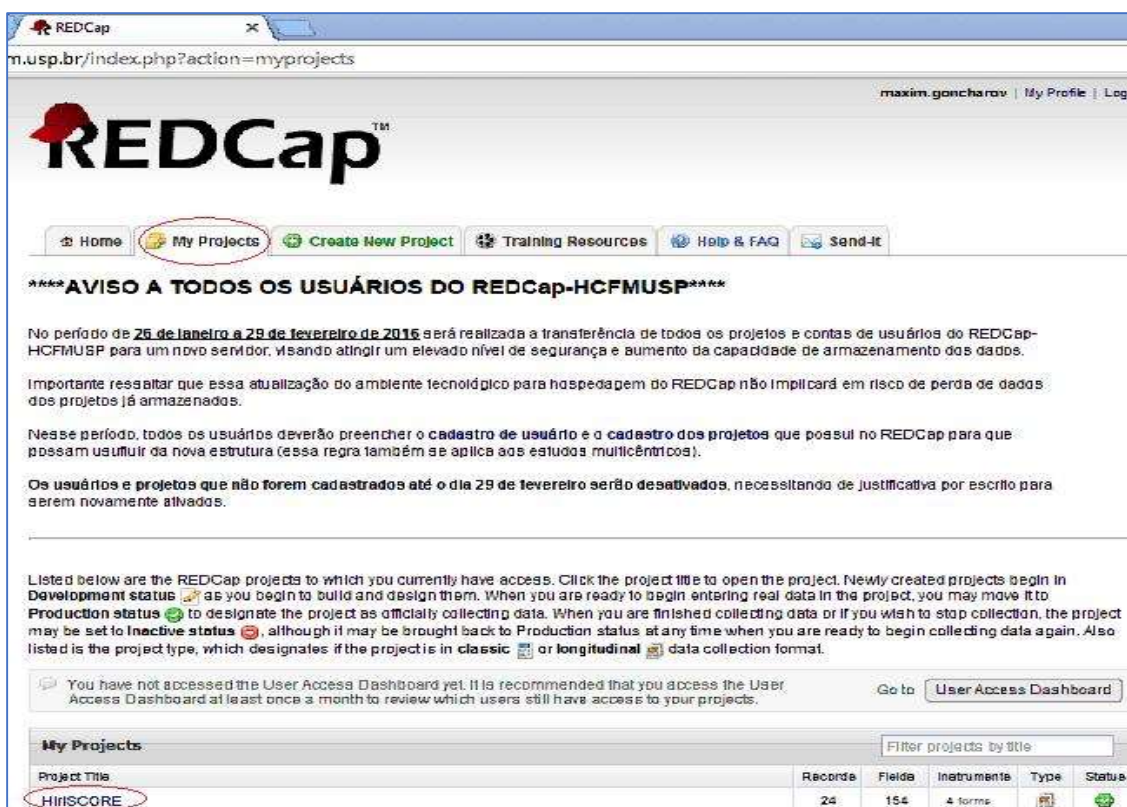 REDCap
m.usp.br/index.php?action=myprojects
maxim.goncharov | My Profile | Log
REDCap™
Home My Projects Create New Project Training Resources Help & FAQ Send-It
****AVISO A TODOS OS USUÁRIOS DO REDCap-HCFMUSP****
No período de 26 de janeiro a 29 de fevereiro de 2016 será realizada a transferência de todos os projetos e contas de usuários do REDCap-
HCFMUSP para um novo servidor, visando atingir um elevado nível de segurança e aumento da capacidade de armazenamento dos dados.
Importante ressaltar que essa atualização do ambiente tecnológico para hospedagem do REDCap não implicará em risco de perda de dados
dos projetos já armazenados.
Nesse período, todos os usuários deverão preencher o cadastro de usuário e o cadastro dos projetos que possui no REDCap para que
possam usufluir da nova estrutura (essa regra também se aplica aos estudos multicêntricos).
Os usuários e projetos que não forem cadastrados até o dia 29 de fevereiro serão desativados, necessitando de justificativa por escrito para
serem novamente ativados.
Listed below are the REDCap projects to which you currently have access. Click the project title to open the project. Newly created projects begin in
Development status as you begin to build and design them. When you are ready to begin entering real data in the project, you may move it to
Production status to designate the project as officially collecting data. When you are finished collecting data or if you wish to stop collection, the project
may be set to Inactive status , although it may be brought back to Production status at any time when you are ready to begin collecting data again. Also
listed is the project type, which designates if the project is in classic or longitudinal data collection format.
You have not accessed the User Access Dashboard yet. It is recommended that you access the User
Access Dashboard at least once a month to review which users still have access to your projects.
Go to User Access Dashboard
My Projects Filter projects by title
Project Title Records Fields Instruments Type Status
HIRISCORE 24 154 4 forms